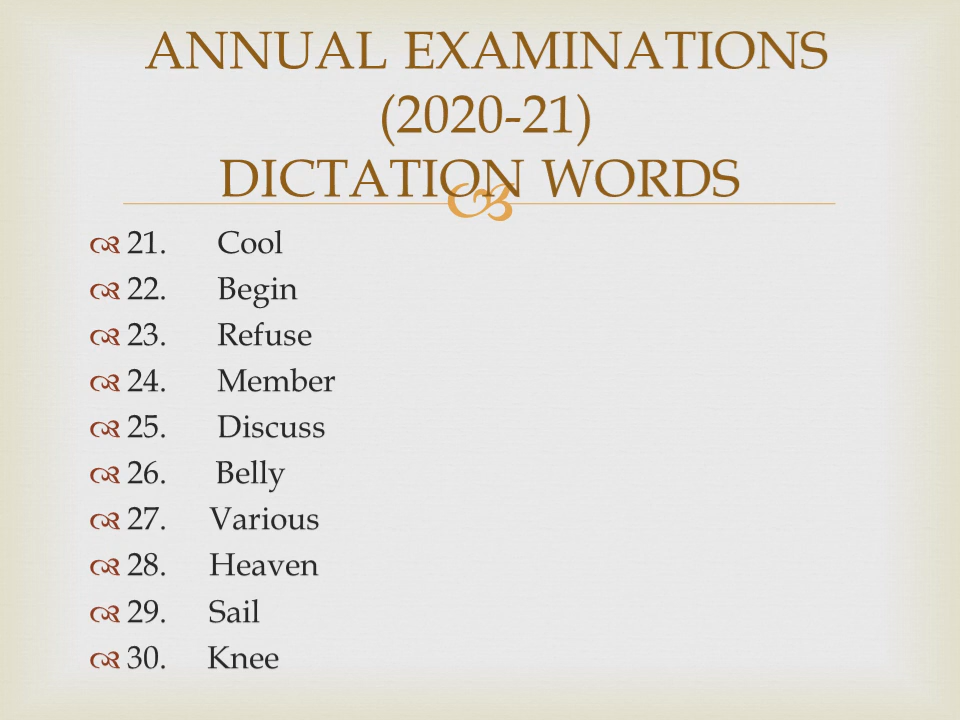 ANNUAL EXAMINATIONS
(2020-21)
DICTATION WORDS
21. Cool
22. Begin
23. Refuse
24. Member
25. Discuss
26. Belly
27. Various
28. Heaven
29. Sail
30. Knee